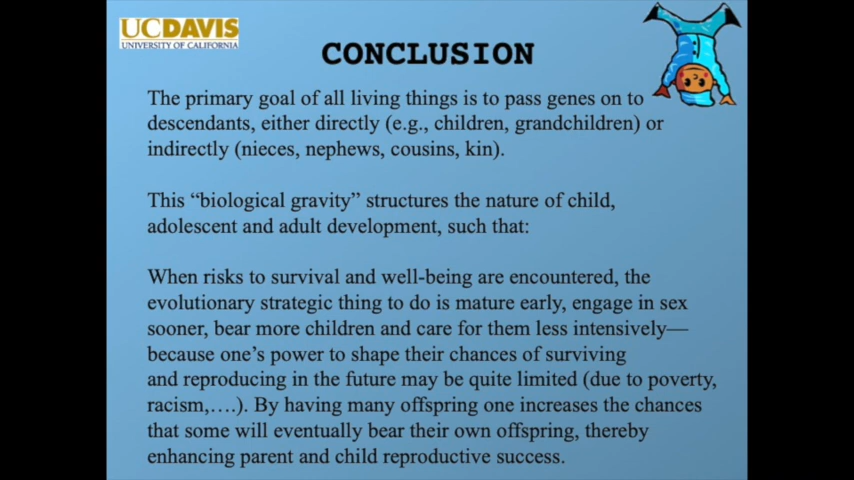 UCDAVIS
UNIVERSITY OF CALIFORNIA
CONCLUSION
The primary goal of all living things is to pass genes on to
descendants, either directly (e.g., children, grandchildren) or
indirectly (nieces, nephews, cousins, kin).
This “biological gravity” structures the nature of child,
adolescent and adult development, such that:
When risks to survival and well-being are encountered, the
evolutionary strategic thing to do is mature early, engage in sex
sooner, bear more children and care for them less intensively—
because one’s power to shape their chances of surviving
and reproducing in the future may be quite limited (due to poverty,
racism,….). By having many offspring one increases the chances
that some will eventually bear their own offspring, thereby
enhancing parent and child reproductive success.